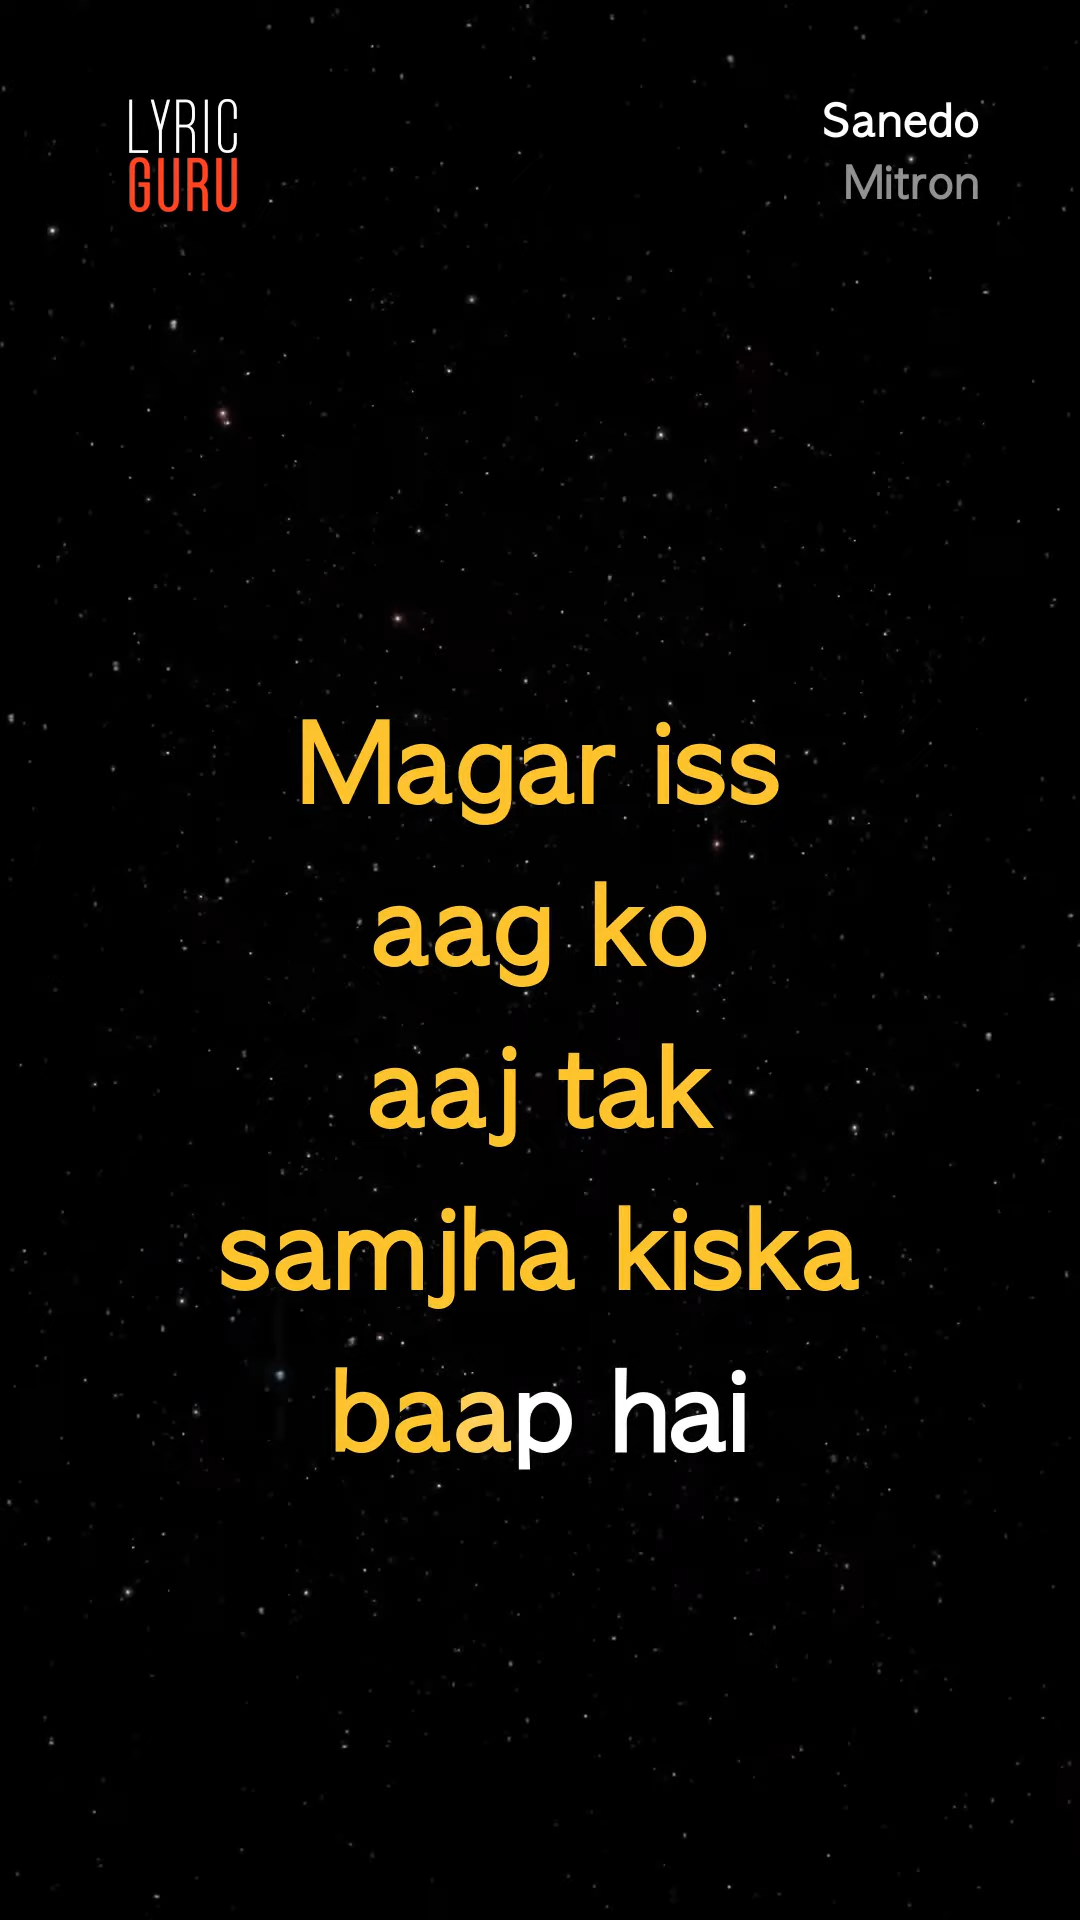 LYRIC
GURU
Sanedo
Mitron
Magar iss
aag ko
aaj tak
samjha kiska
baap hai